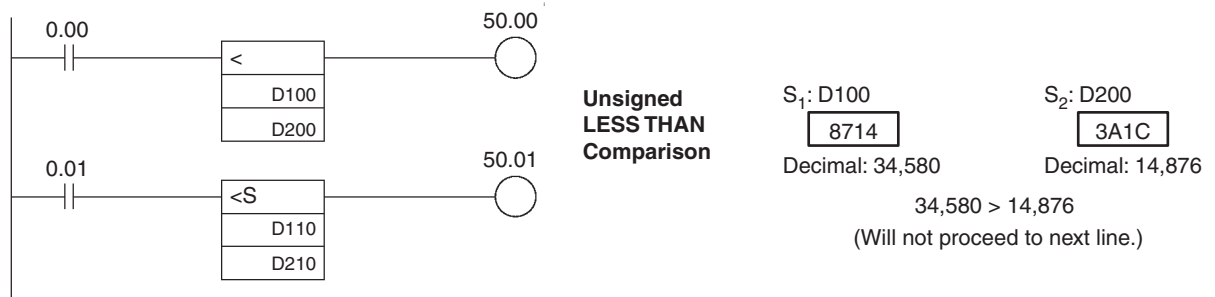 0.00
50.00
<
D100
D200
0.01
50.01
<S
D110
D210
Unsigned
LESS THAN
Comparison
S₁: D100
8714
Decimal: 34,580
S₂: D200
3A1C
Decimal: 14,876
34,580 > 14,876
(Will not proceed to next line.)